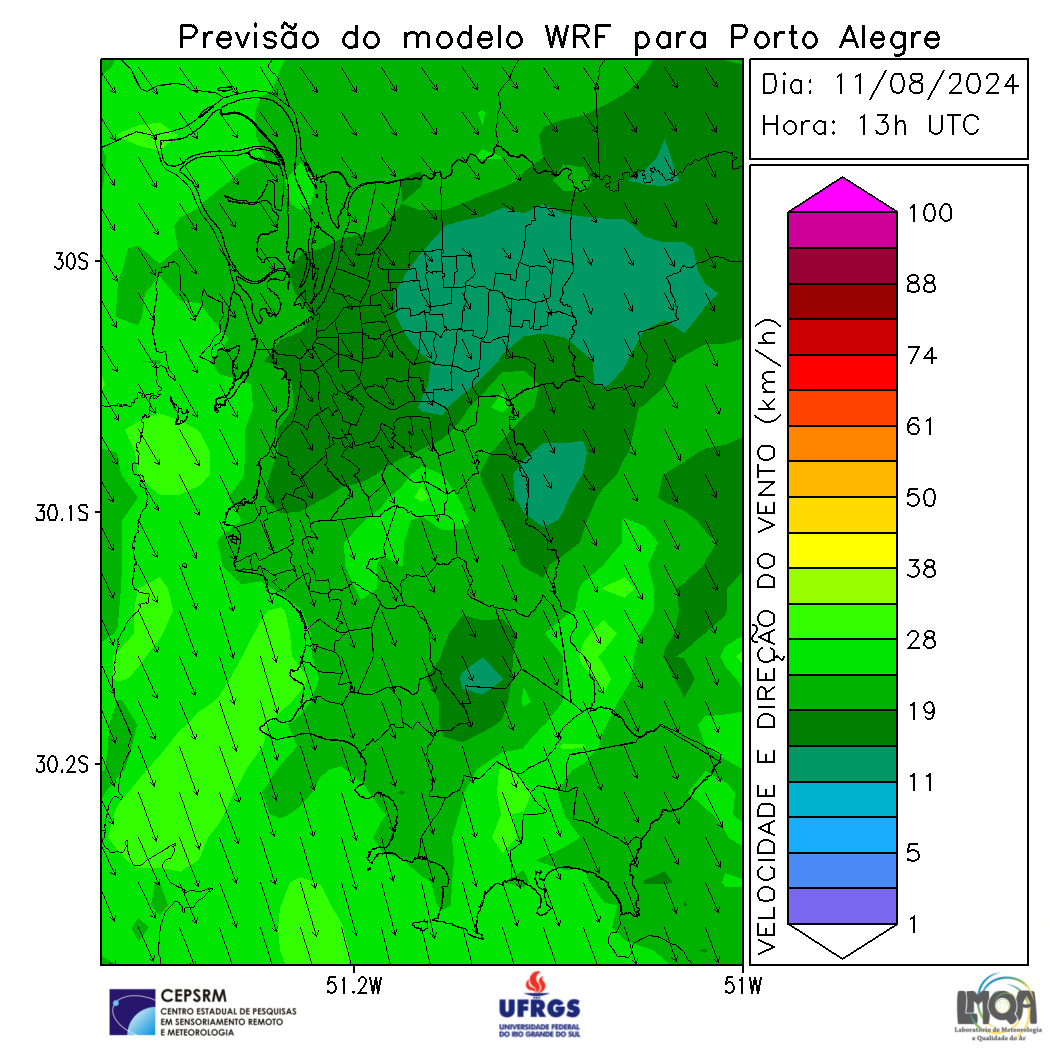 Previsão do modelo WRF para Porto Alegre
Dia: 11/08/2024
Hora: 13h UTC
30S
30.1S
30.2S
51.2W
51W
VELOCIDADE E DIREÇÃO DO VENTO (km/h)
100
88
74
61
50
38
28
19
11
5
1
CEPSRM
CENTRO ESTADUAL DE PESQUISAS
EM SENSORIAMENTO REMOTO
E METEOROLOGIA
UFRGS
UNIVERSIDADE FEDERAL
DO RIO GRANDE DO SUL
LMQA
Laboratório de Meteorologia
e Qualidade do Ar